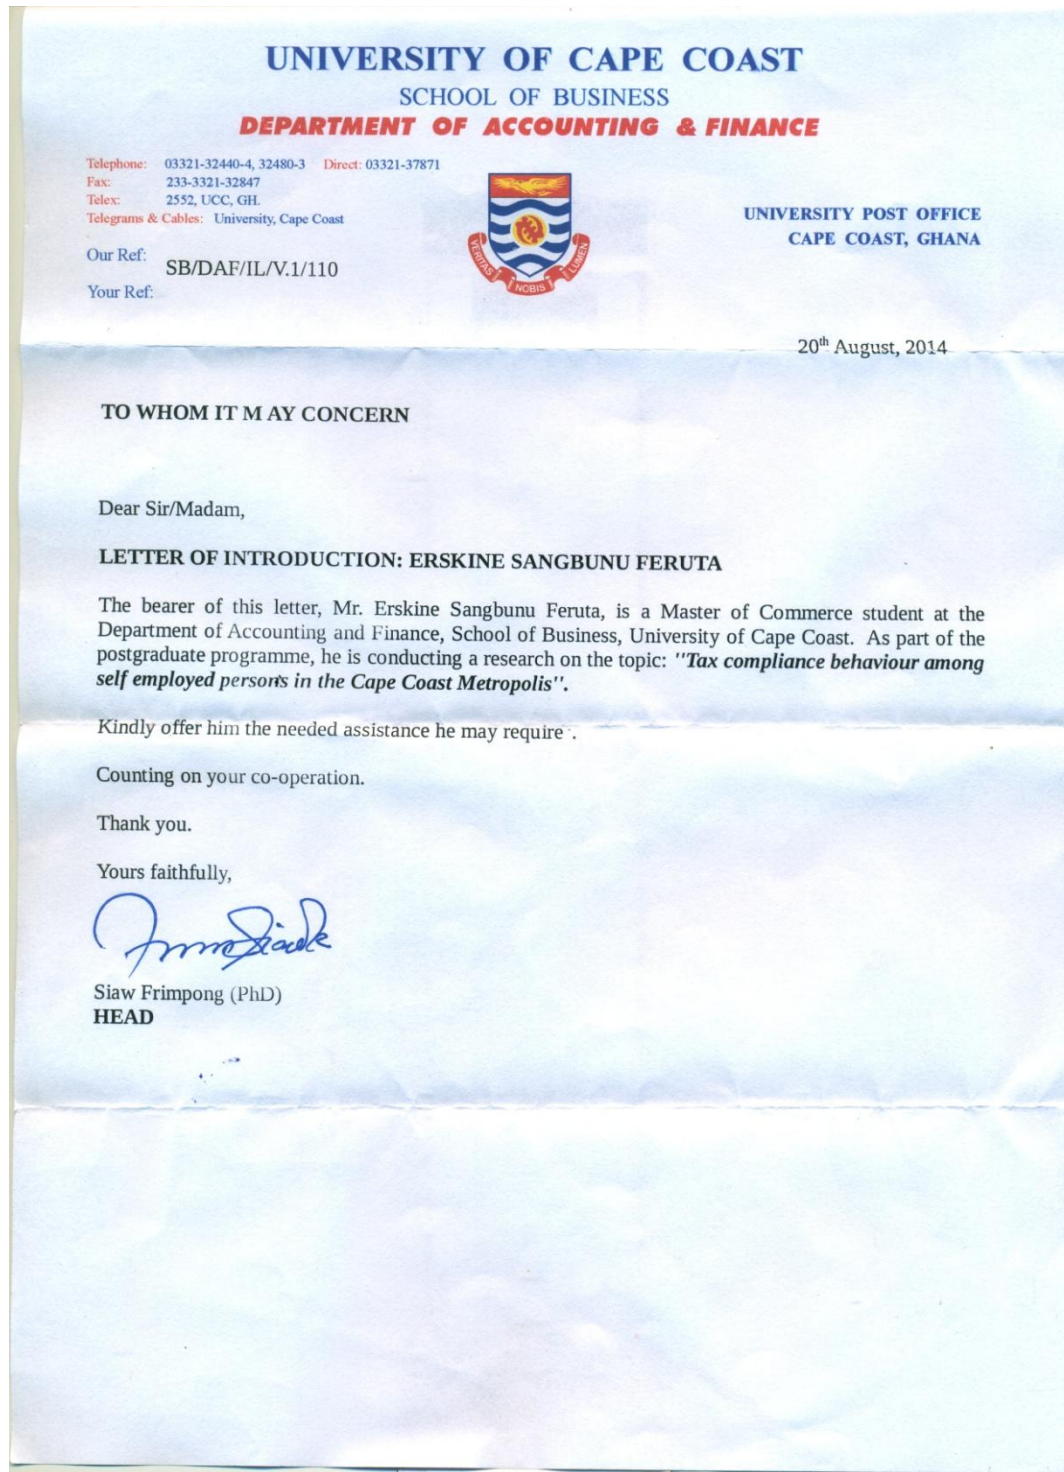 UNIVERSITY OF CAPE COAST
SCHOOL OF BUSINESS
DEPARTMENT OF ACCOUNTING & FINANCE
Telephone: 03321-32440-4, 32480-3 Direct: 03321-37871
Fax: 233-3321-32847
Telex: 2552, UCC, GH.
Telegrams & Cables: University, Cape Coast
Our Ref: SB/DAF/IL/V.1/110
Your Ref:
VERITAS NOBIS LUMEN
UNIVERSITY POST OFFICE
CAPE COAST, GHANA
20th August, 2014
TO WHOM IT M AY CONCERN
Dear Sir/Madam,
LETTER OF INTRODUCTION: ERSKINE SANGBUNU FERUTA
The bearer of this letter, Mr. Erskine Sangbunu Feruta, is a Master of Commerce student at the
Department of Accounting and Finance, School of Business, University of Cape Coast. As part of the
postgraduate programme, he is conducting a research on the topic: "Tax compliance behaviour among
self employed persons in the Cape Coast Metropolis".
Kindly offer him the needed assistance he may require .
Counting on your co-operation.
Thank you.
Yours faithfully,
Siaw Frimpong (PhD)
HEAD